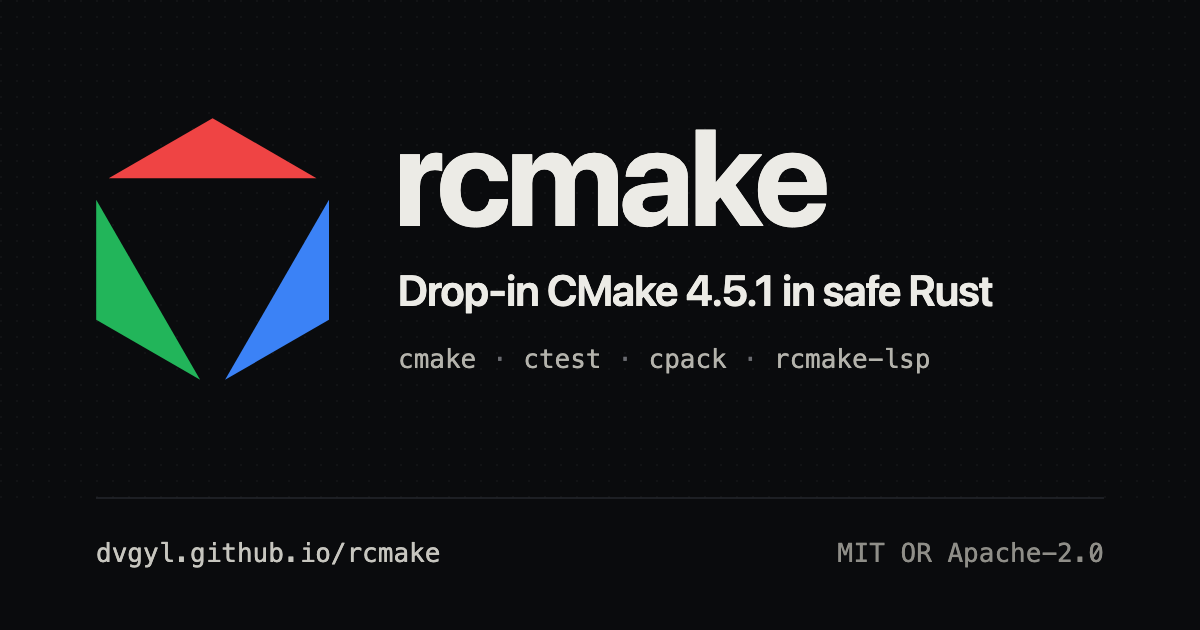 rcmake
Drop-in CMake 4.5.1 in safe Rust
cmake · ctest · cpack · rcmake-lsp
dvgyl.github.io/rcmake
MIT OR Apache-2.0